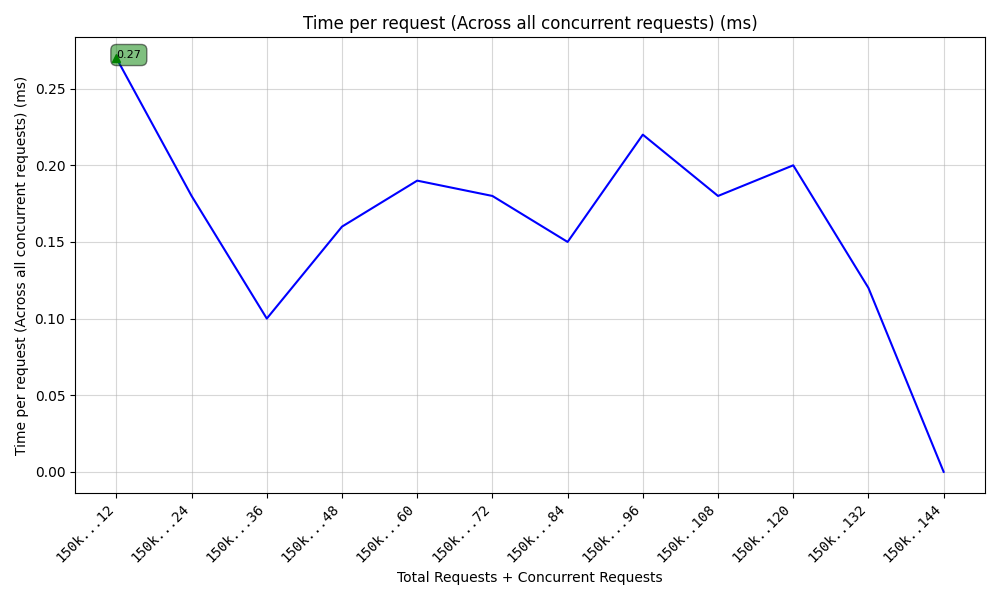 Time per request (Across all concurrent requests) (ms)
0.27
Time per request (Across all concurrent requests) (ms)
0.25
0.20
0.15
0.10
0.05
0.00
150k...12
150k...24
150k...36
150k...48
150k...60
150k...72
150k...84
150k...96
150k..108
150k..120
150k..132
150k..144
Total Requests + Concurrent Requests